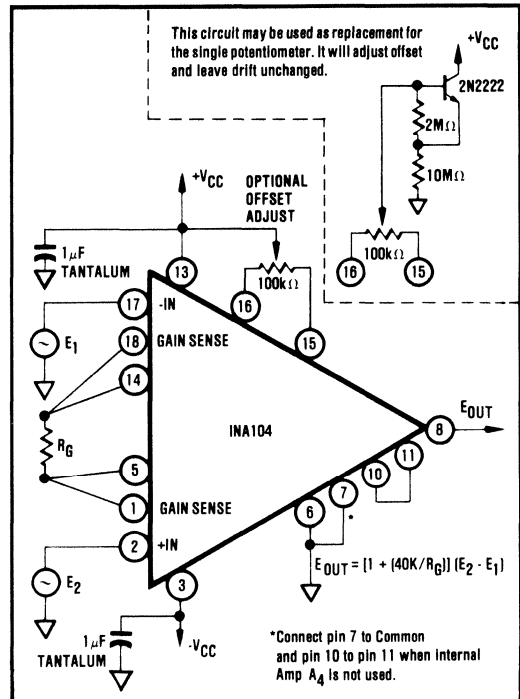 This circuit may be used as replacement for
the single potentiometer. It will adjust offset
and leave drift unchanged.
+VCC
2N2222
2MΩ
10MΩ
100kΩ
16
15
+VCC
OPTIONAL
OFFSET
ADJUST
1μF
TANTALUM
13
100kΩ
16
15
17
-IN
E1
18
GAIN SENSE
14
RG
INA104
8
EOUT
5
11
10
7
6
*
1
GAIN SENSE
2
+IN
E2
3
EOUT = [1 + (40K/RG)] (E2 - E1)
1μF
TANTALUM
-VCC
*Connect pin 7 to Common
and pin 10 to pin 11 when internal
Amp A4 is not used.